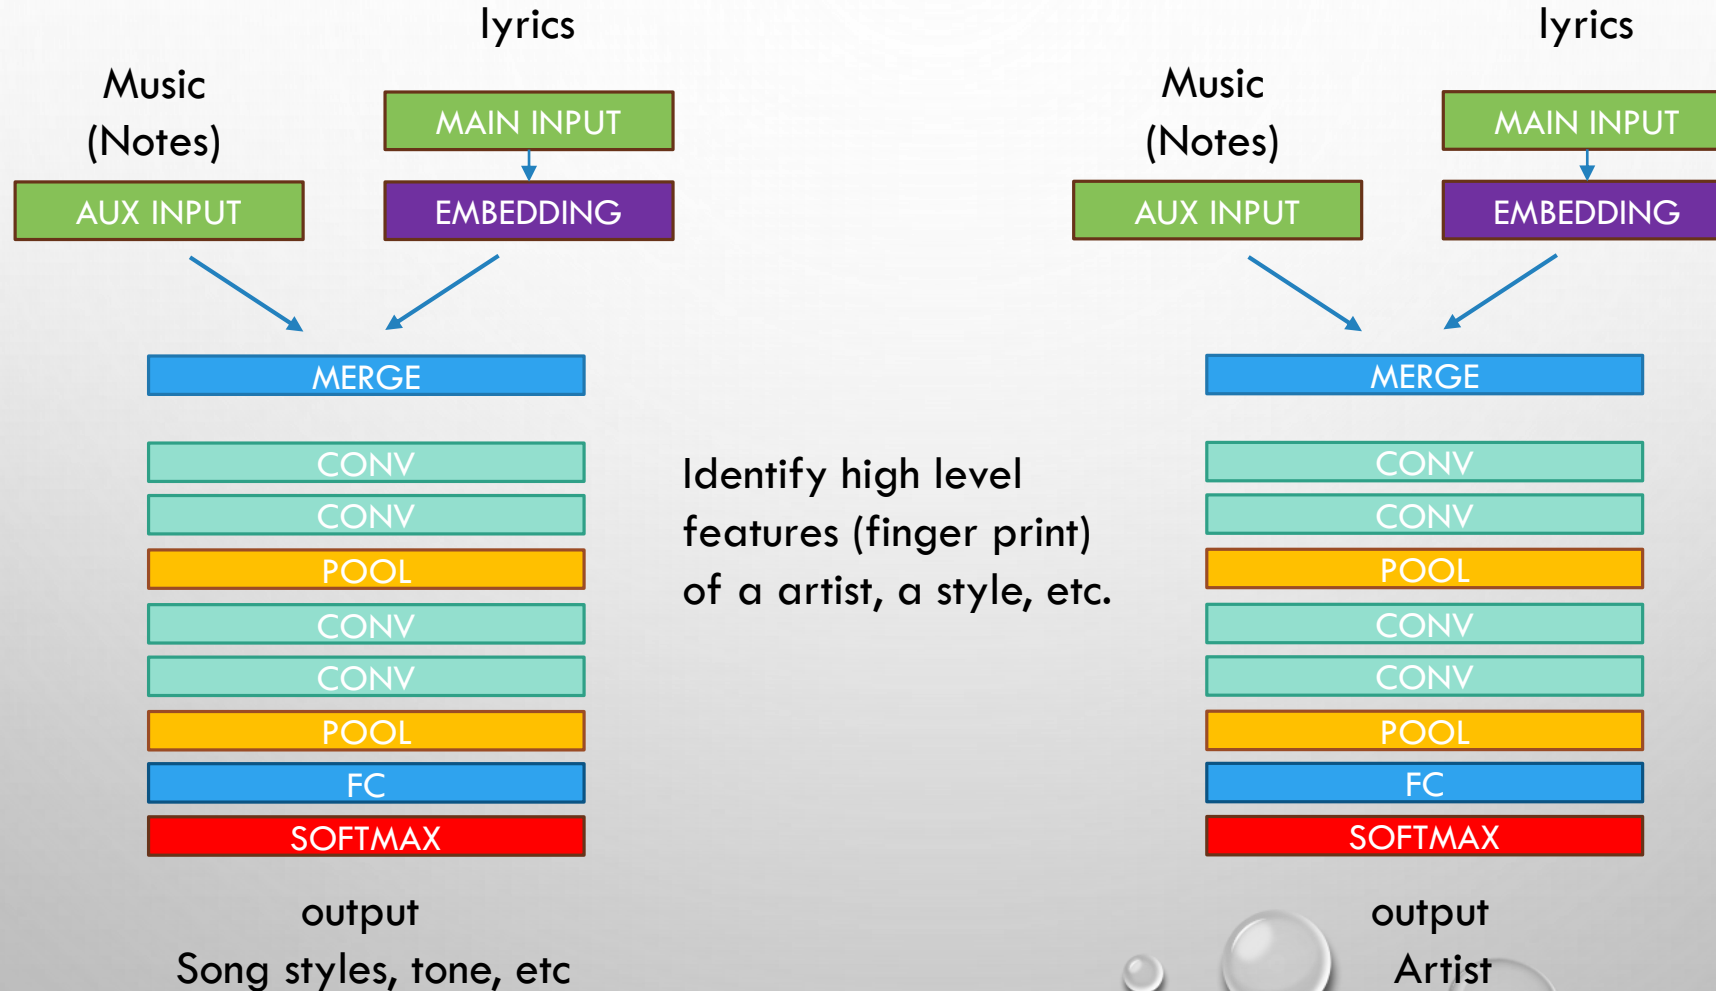 lyrics
Music
(Notes)
MAIN INPUT
AUX INPUT
EMBEDDING
MERGE
CONV
CONV
POOL
CONV
CONV
POOL
FC
SOFTMAX
output
Song styles, tone, etc
Identify high level
features (finger print)
of a artist, a style, etc.
lyrics
Music
(Notes)
MAIN INPUT
AUX INPUT
EMBEDDING
MERGE
CONV
CONV
POOL
CONV
CONV
POOL
FC
SOFTMAX
output
Artist